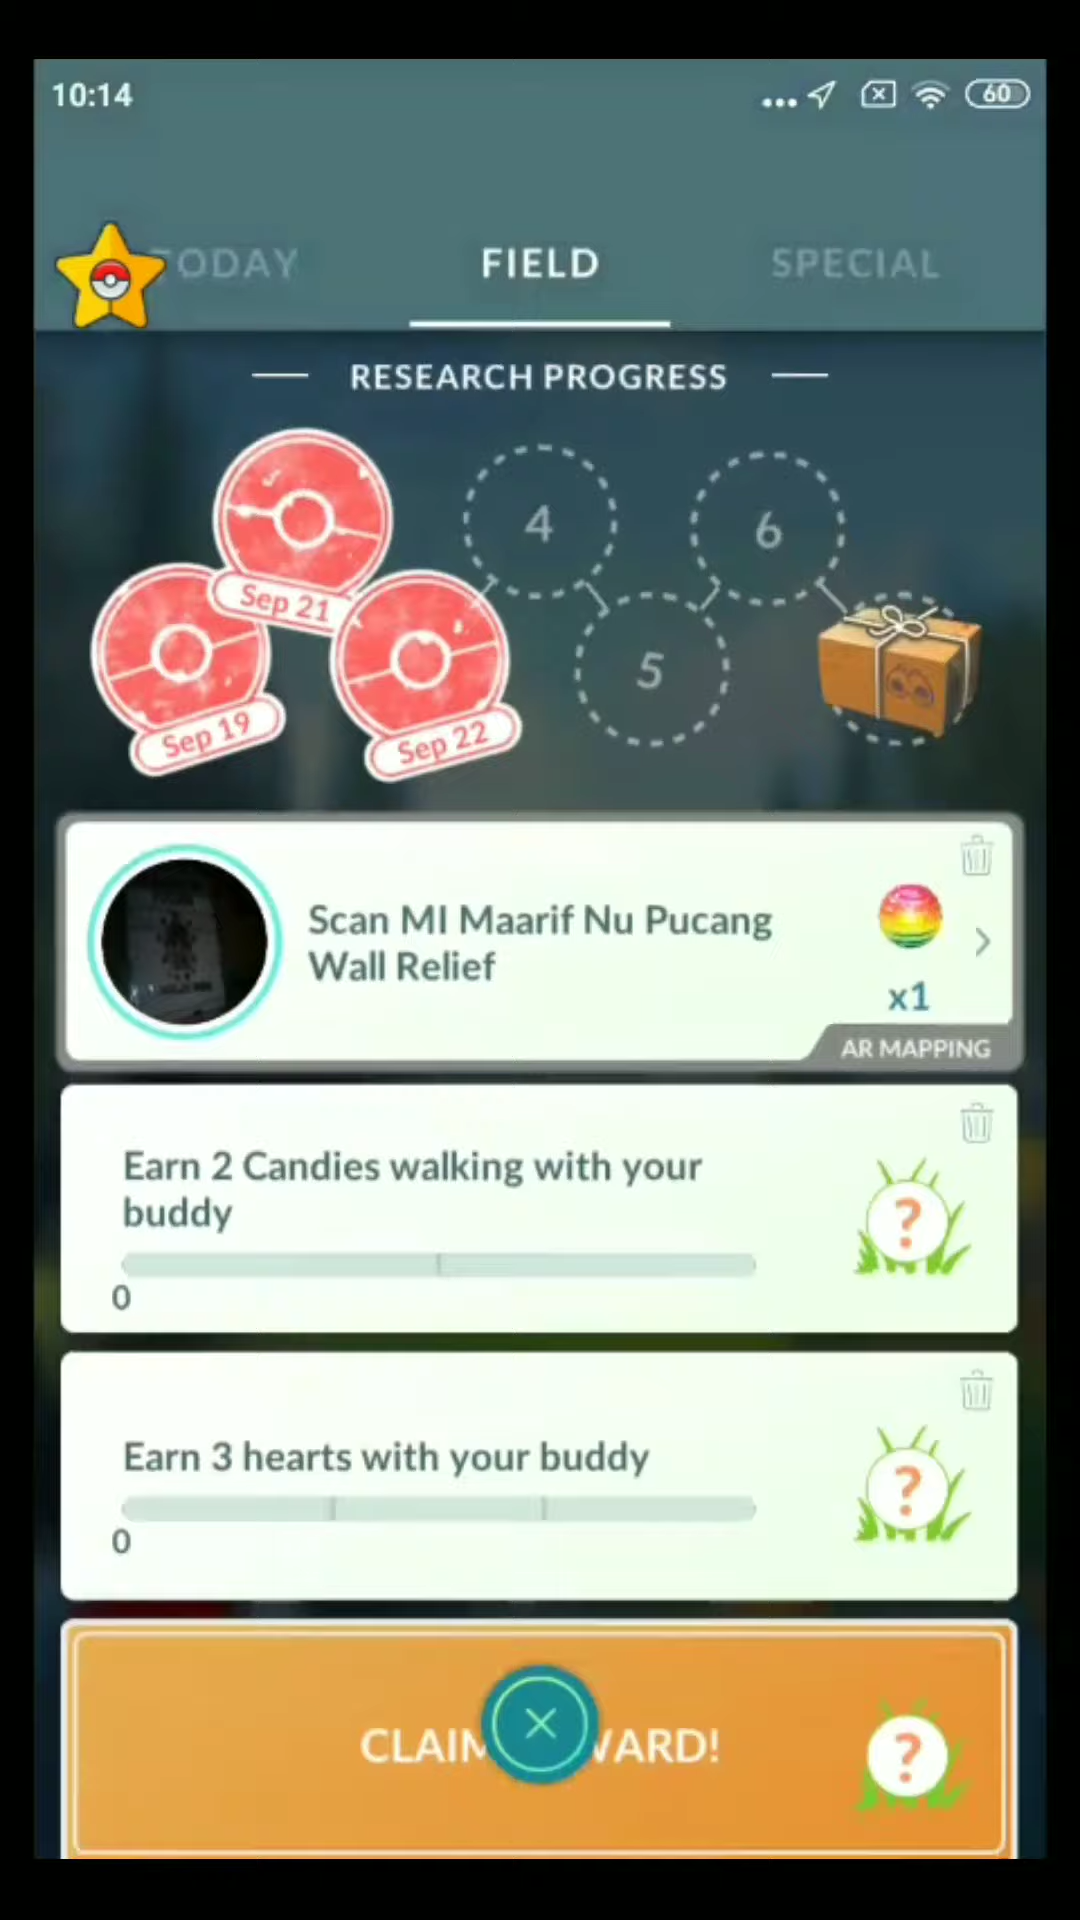 10:14
60
TODAY
FIELD
SPECIAL
RESEARCH PROGRESS
4
6
Sep 21
5
Sep 19
Sep 22
Scan MI Maarif Nu Pucang
Wall Relief
x1
AR MAPPING
Earn 2 Candies walking with your
buddy
?
0
Earn 3 hearts with your buddy
?
0
?